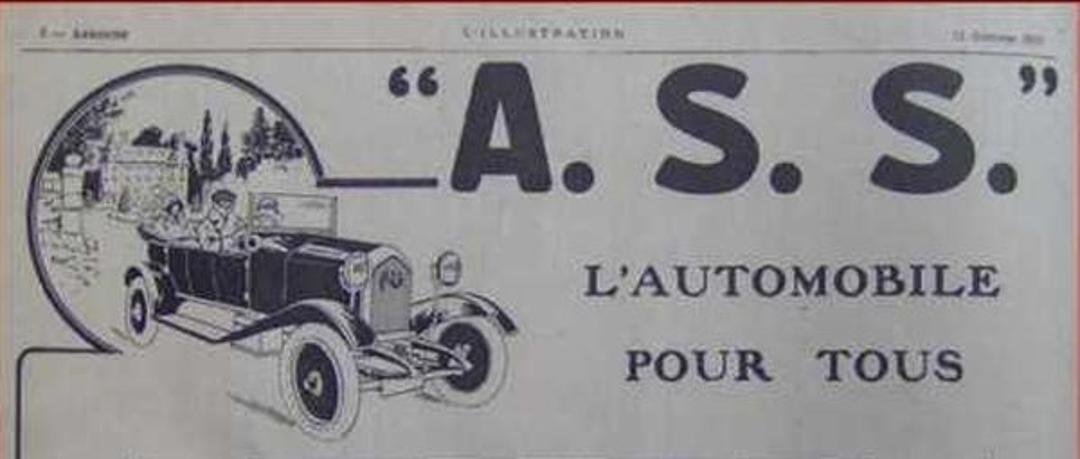 L'ILLUSTRATION
"A. S. S."
L'AUTOMOBILE
POUR TOUS